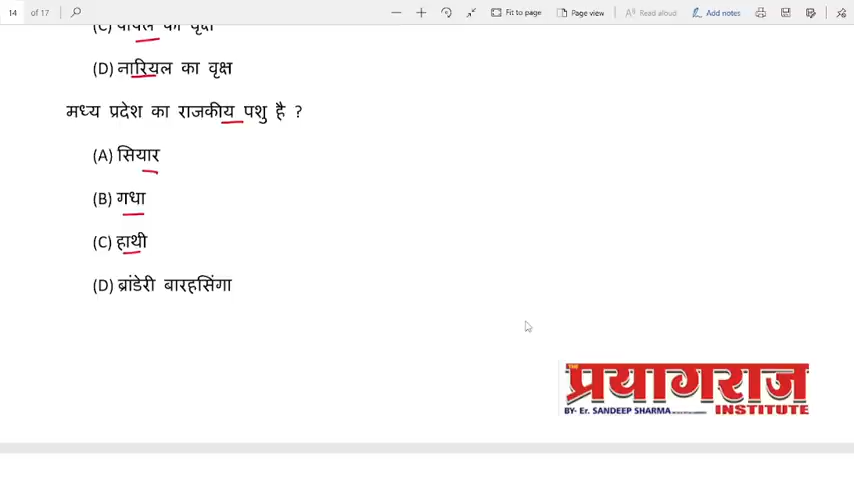 14 of 17 Fit to page Page view Read aloud Add notes
(D) नारियल का वृक्ष
मध्य प्रदेश का राजकीय पशु है ?
(A) सियार
(B) गधा
(C) हाथी
(D) ब्रांडेरी बारहसिंगा
THE
प्रयागराज
BY- Er. SANDEEP SHARMA INSTITUTE